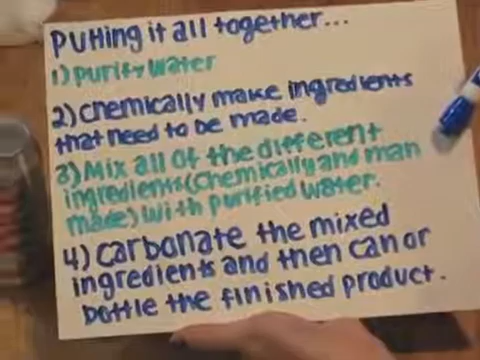 Putting it all together...
1) Purify water
2) Chemically make ingredients
that need to be made.
3) Mix all of the different
ingredients (chemically and man
made) with purified water.
4) carbonate the mixed
ingredients and then can or
bottle the finished product.